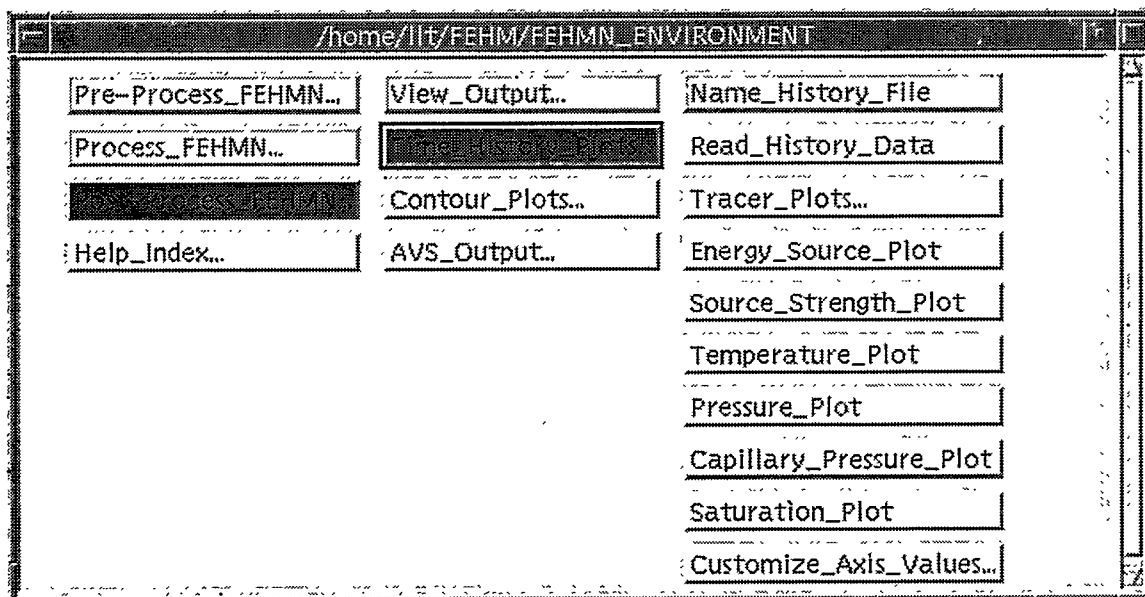 /home/llt/FEHM/FEHMN_ENVIRONMENT
Pre-Process_FEHMN...
Process_FEHMN...
Post-Process_FEHMN...
Help_Index...
View_Output...
Time_History_Plots...
Contour_Plots...
AVS_Output...
Name_History_File
Read_History_Data
Tracer_Plots...
Energy_Source_Plot
Source_Strength_Plot
Temperature_Plot
Pressure_Plot
Capillary_Pressure_Plot
Saturation_Plot
Customize_Axis_Values...